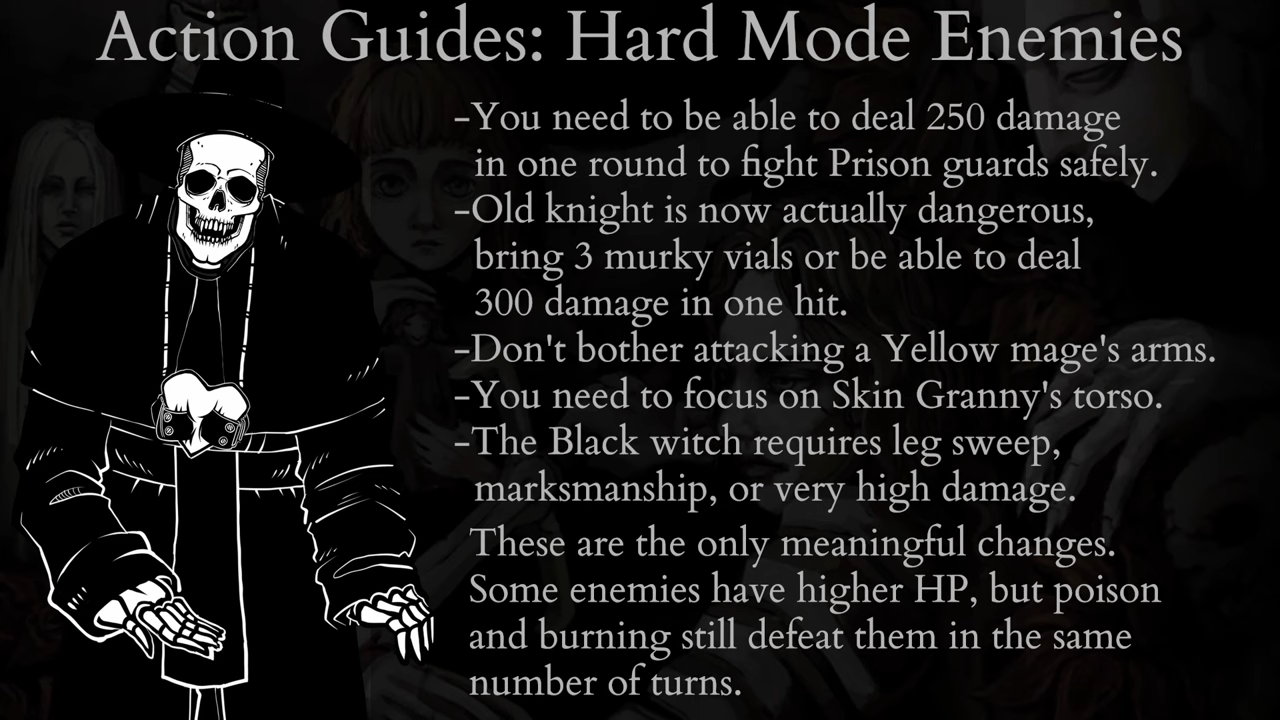 Action Guides: Hard Mode Enemies
-You need to be able to deal 250 damage
in one round to fight Prison guards safely.
-Old knight is now actually dangerous,
bring 3 murky vials or be able to deal
300 damage in one hit.
-Don't bother attacking a Yellow mage's arms.
-You need to focus on Skin Granny's torso.
-The Black witch requires leg sweep,
marksmanship, or very high damage.
These are the only meaningful changes.
Some enemies have higher HP, but poison
and burning still defeat them in the same
number of turns.